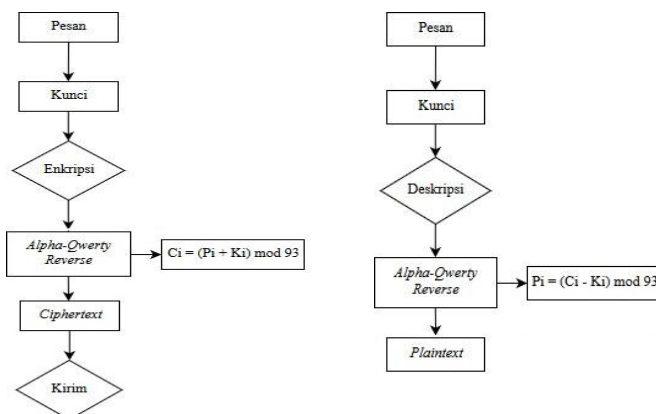 Pesan
Kunci
Enkripsi
Alpha-Qwerty
Reverse
Ci = (Pi + Ki) mod 93
Ciphertext
Kirim
Pesan
Kunci
Deskripsi
Alpha-Qwerty
Reverse
Pi = (Ci - Ki) mod 93
Plaintext